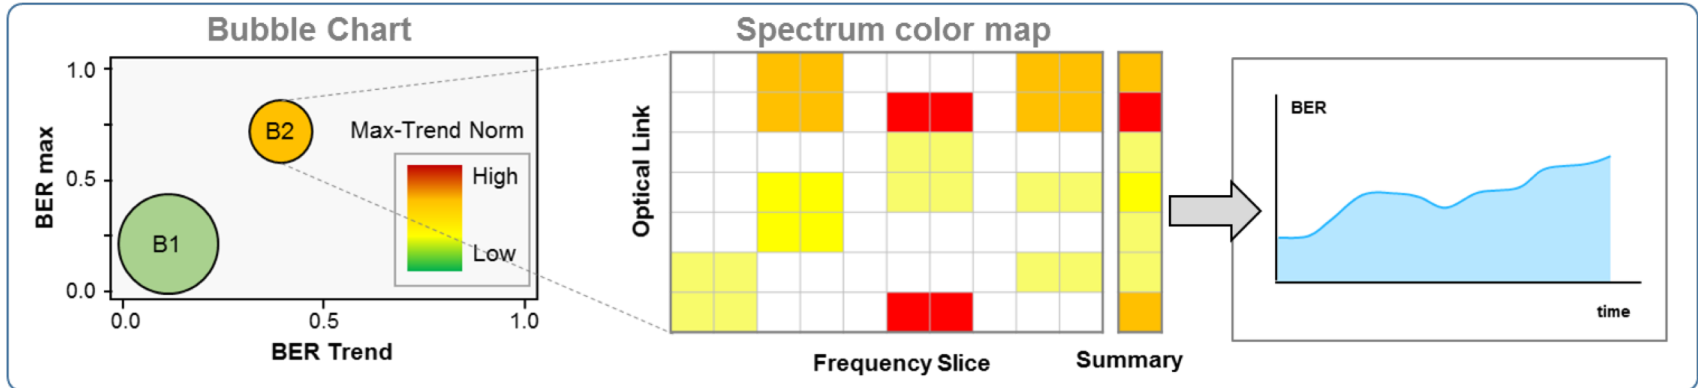 Bubble Chart
1.0
0.5
0.0
BER max
B1
B2
Max-Trend Norm
High
Low
0.0
0.5
1.0
BER Trend
Spectrum color map
Optical Link
Frequency Slice
Summary
BER
time